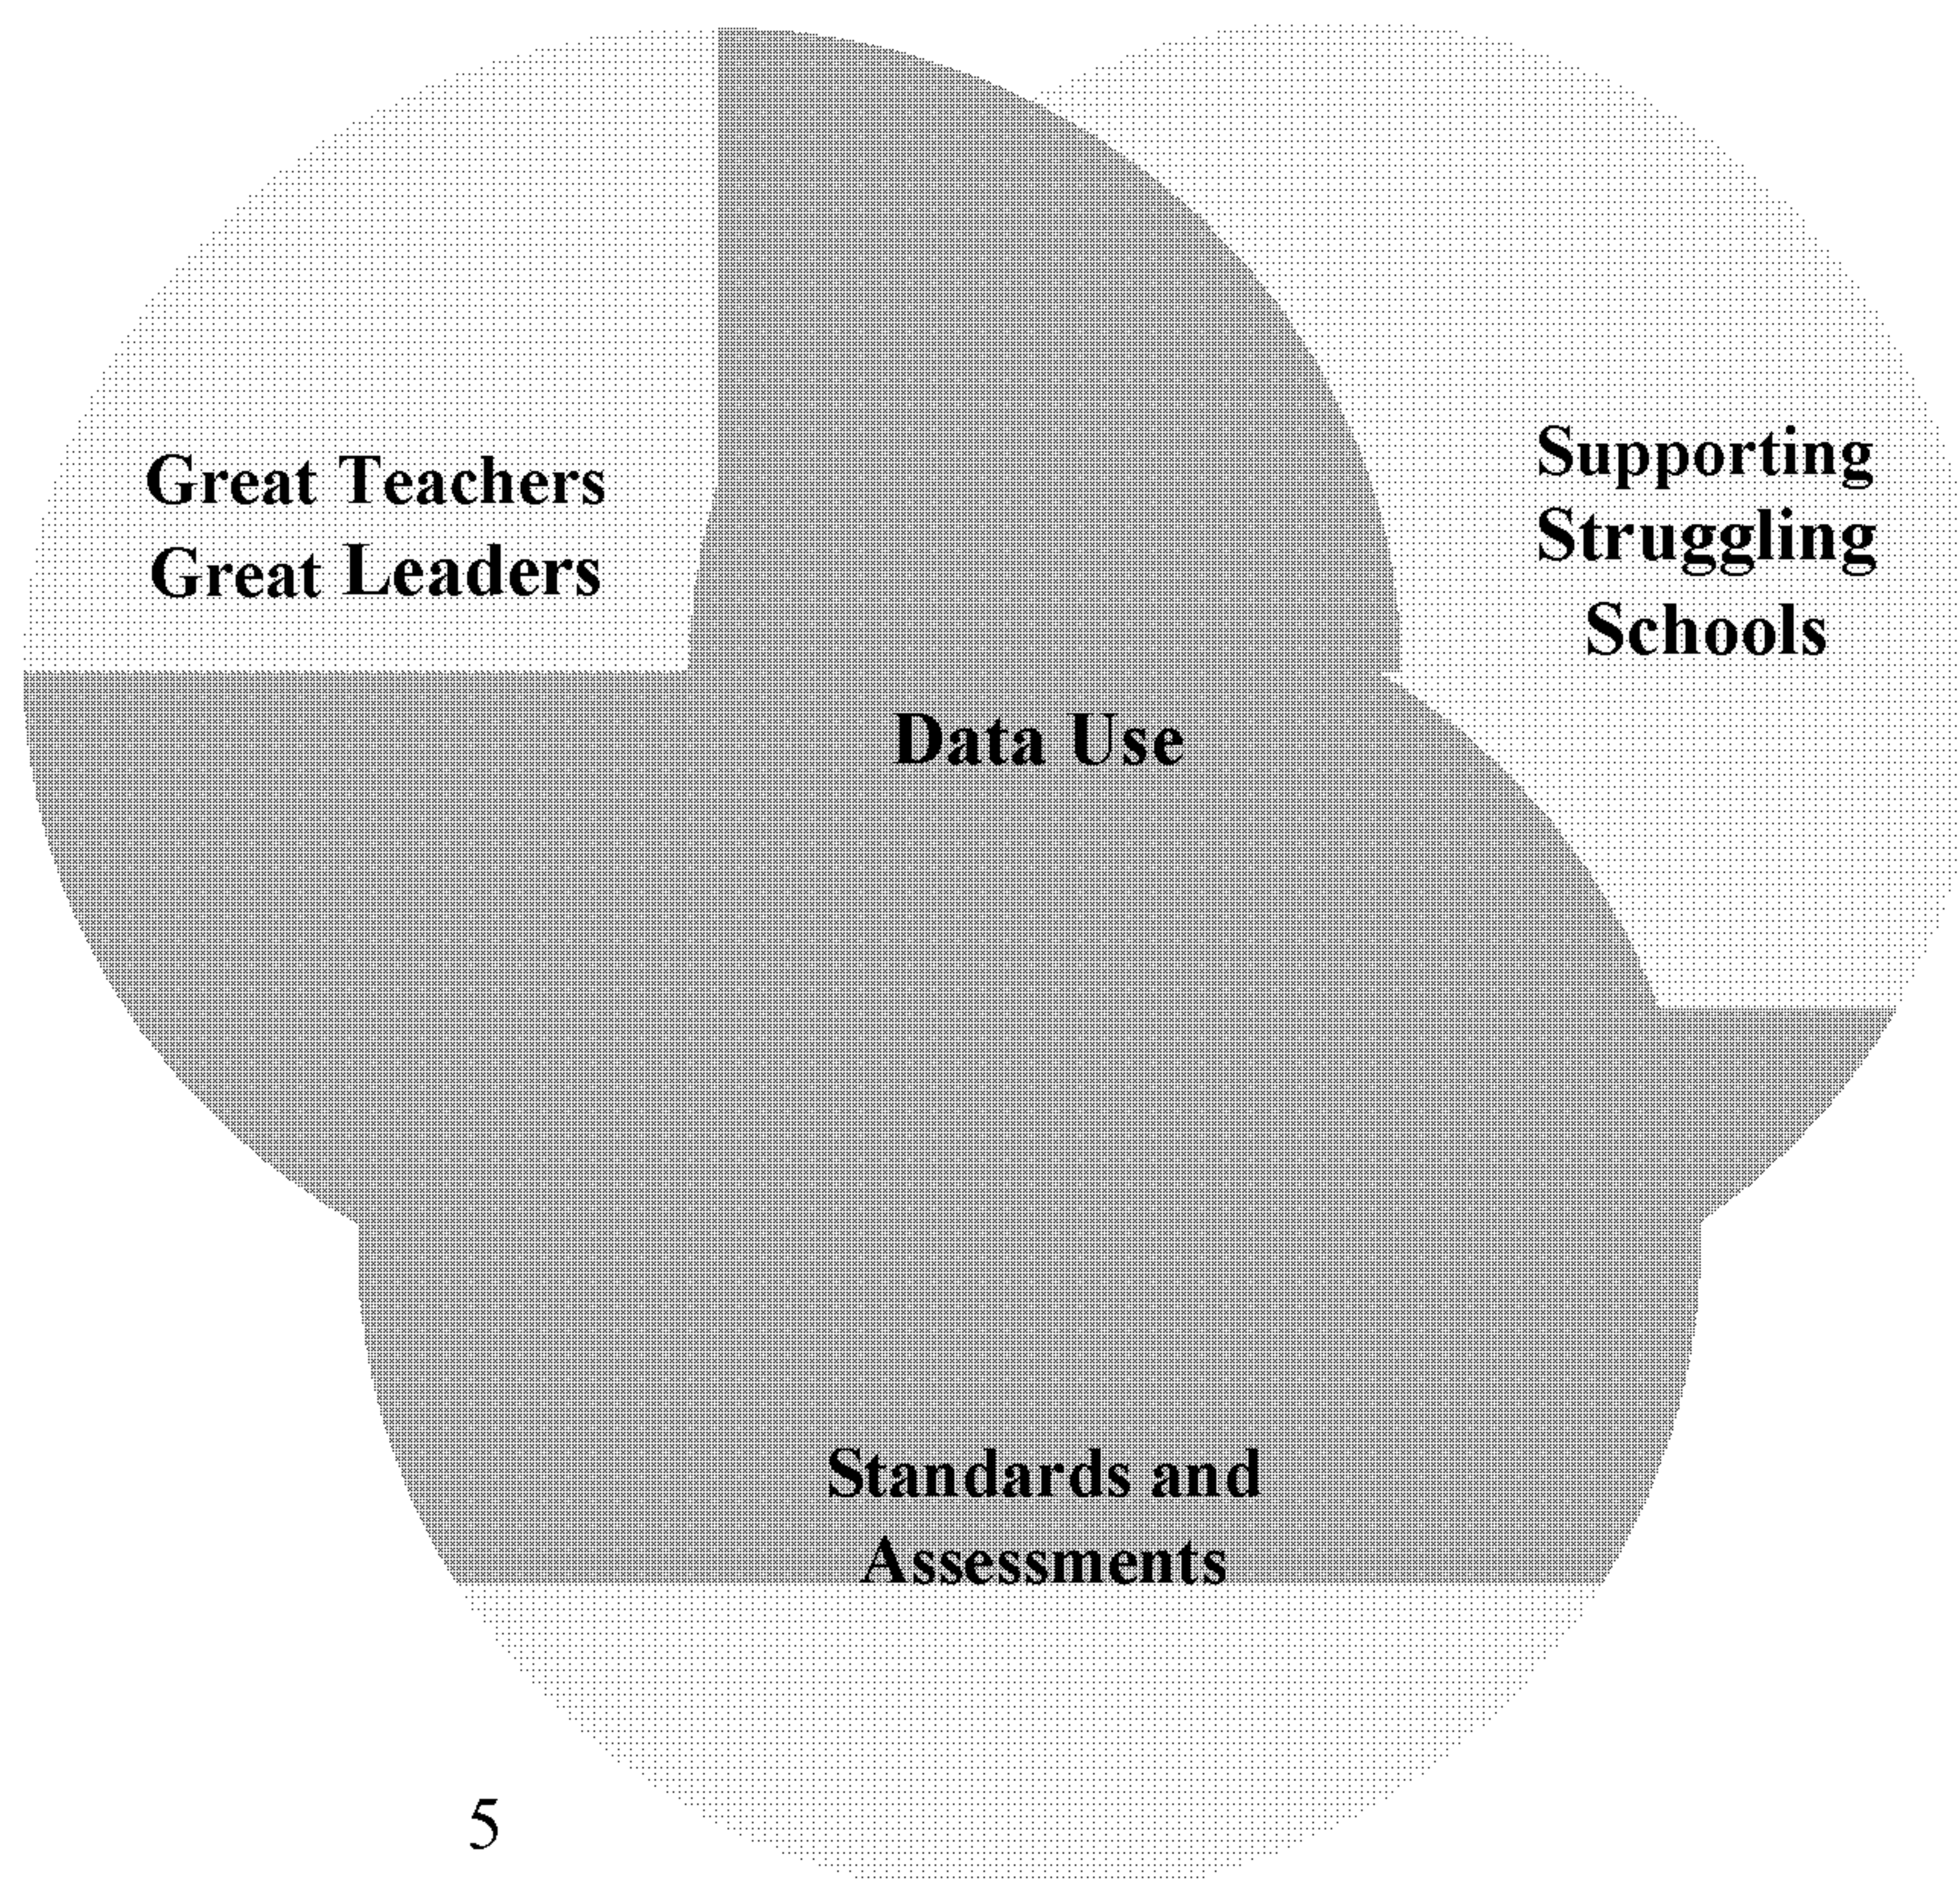 Great Teachers
Great Leaders
Supporting
Struggling
Schools
Data Use
Standards and
Assessments
5